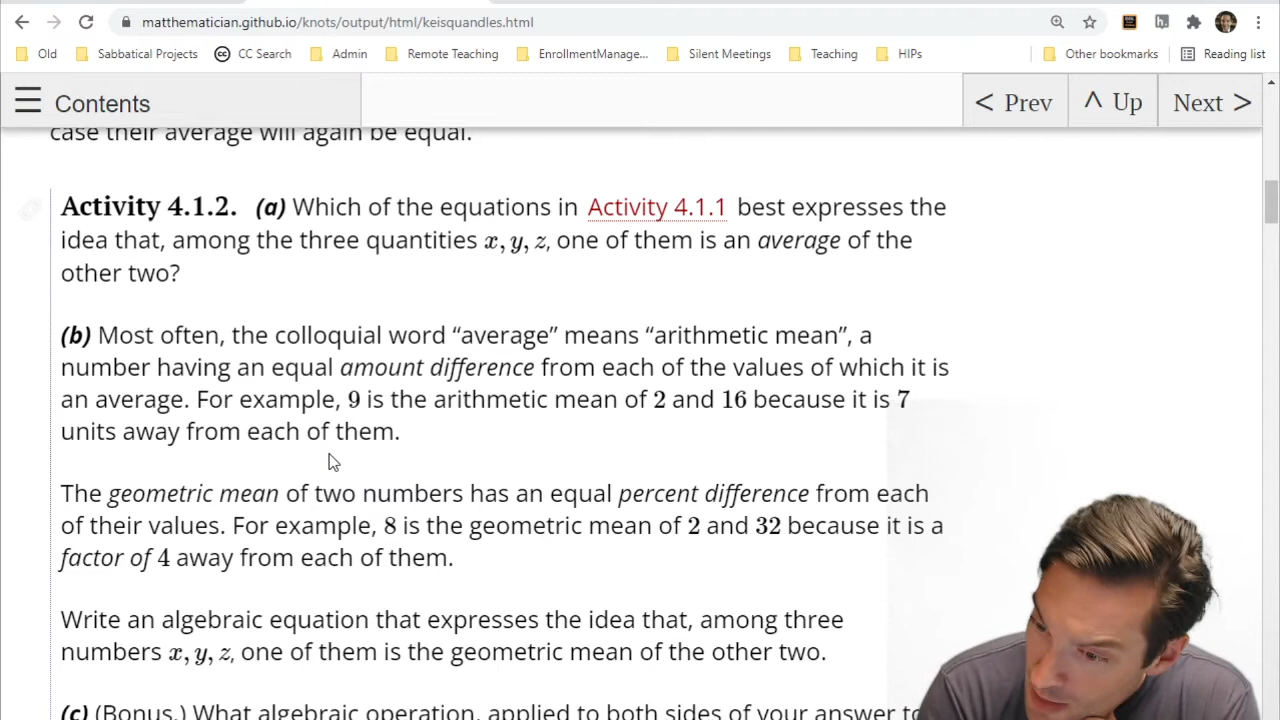 matthematician.github.io/knots/output/html/keisquandles.html
Old Sabbatical Projects CC Search Admin Remote Teaching EnrollmentManage... Silent Meetings Teaching HIPs Other bookmarks Reading list
☰ Contents < Prev ^ Up Next >
case their average will again be equal.
Activity 4.1.2. (a) Which of the equations in Activity 4.1.1 best expresses the
idea that, among the three quantities x, y, z, one of them is an average of the
other two?
(b) Most often, the colloquial word “average” means “arithmetic mean”, a
number having an equal amount difference from each of the values of which it is
an average. For example, 9 is the arithmetic mean of 2 and 16 because it is 7
units away from each of them.
The geometric mean of two numbers has an equal percent difference from each
of their values. For example, 8 is the geometric mean of 2 and 32 because it is a
factor of 4 away from each of them.
Write an algebraic equation that expresses the idea that, among three
numbers x, y, z, one of them is the geometric mean of the other two.
(c) (Bonus.) What algebraic operation, applied to both sides of your answer to